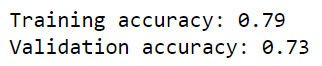 Training accuracy: 0.79
Validation accuracy: 0.73